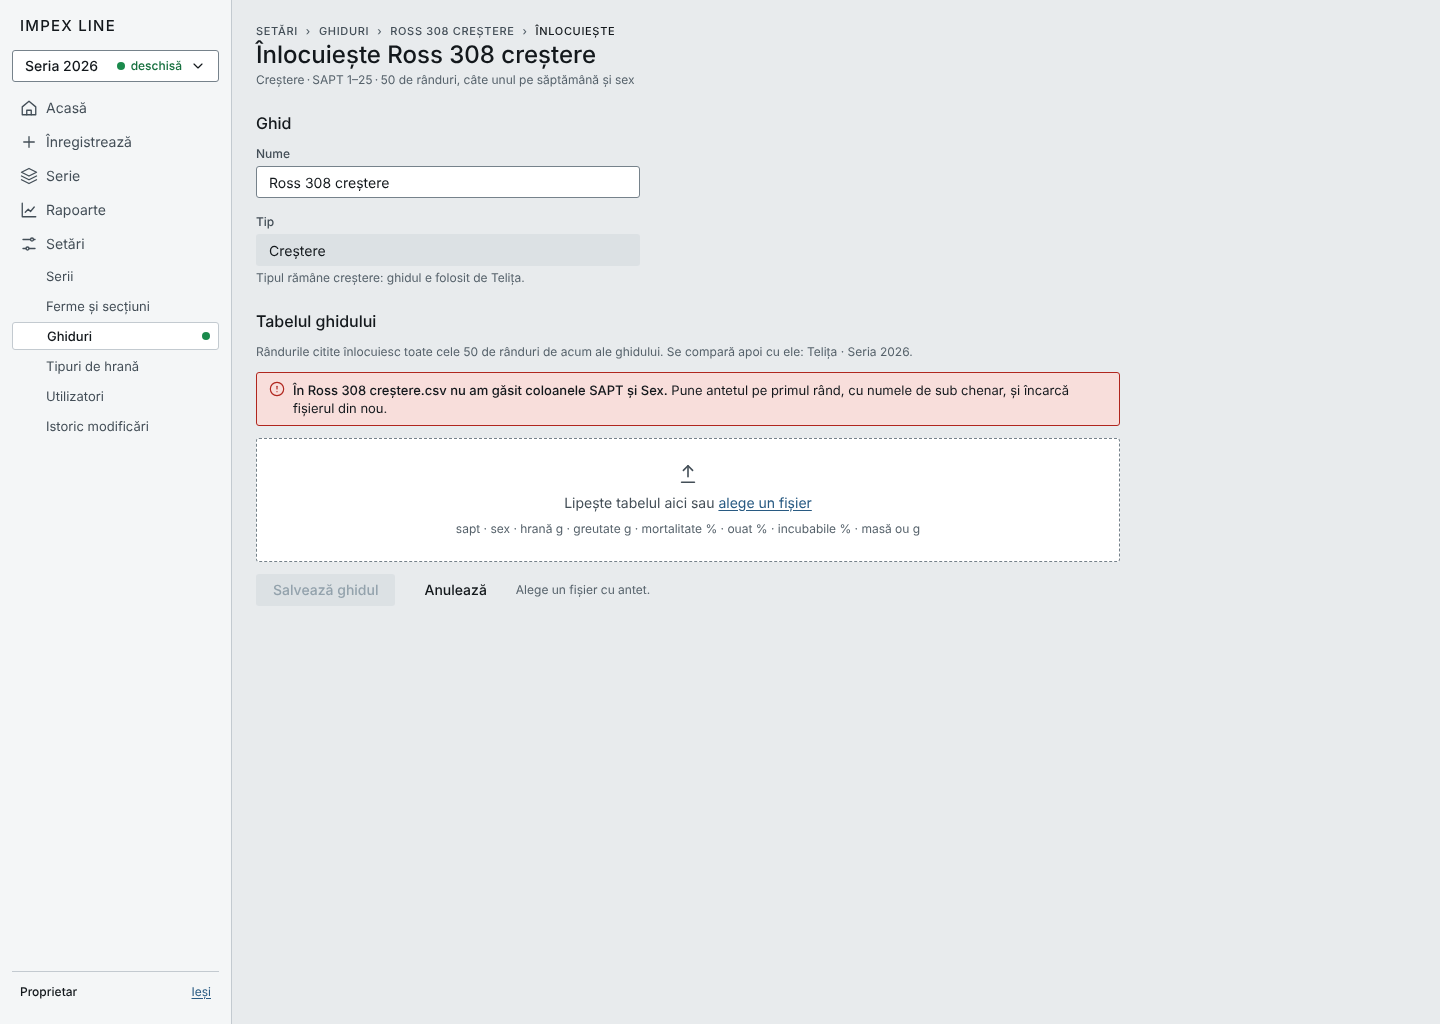 IMPEX LINE
Seria 2026 deschisă
Acasă
Înregistrează
Serie
Rapoarte
Setări
Serii
Ferme și secțiuni
Ghiduri
Tipuri de hrană
Utilizatori
Istoric modificări
Proprietar Ieși
SETĂRI › GHIDURI › ROSS 308 CREȘTERE › ÎNLOCUIEȘTE
Înlocuiește Ross 308 creștere
Creștere · SAPT 1–25 · 50 de rânduri, câte unul pe săptămână și sex
Ghid
Nume
Ross 308 creștere
Tip
Creștere
Tipul rămâne creștere: ghidul e folosit de Telița.
Tabelul ghidului
Rândurile citite înlocuiesc toate cele 50 de rânduri de acum ale ghidului. Se compară apoi cu ele: Telița · Seria 2026.
În Ross 308 creștere.csv nu am găsit coloanele SAPT și Sex. Pune antetul pe primul rând, cu numele de sub chenar, și încarcă
fișierul din nou.
Lipește tabelul aici sau alege un fișier
sapt · sex · hrană g · greutate g · mortalitate % · ouat % · incubabile % · masă ou g
Salvează ghidul Anulează Alege un fișier cu antet.